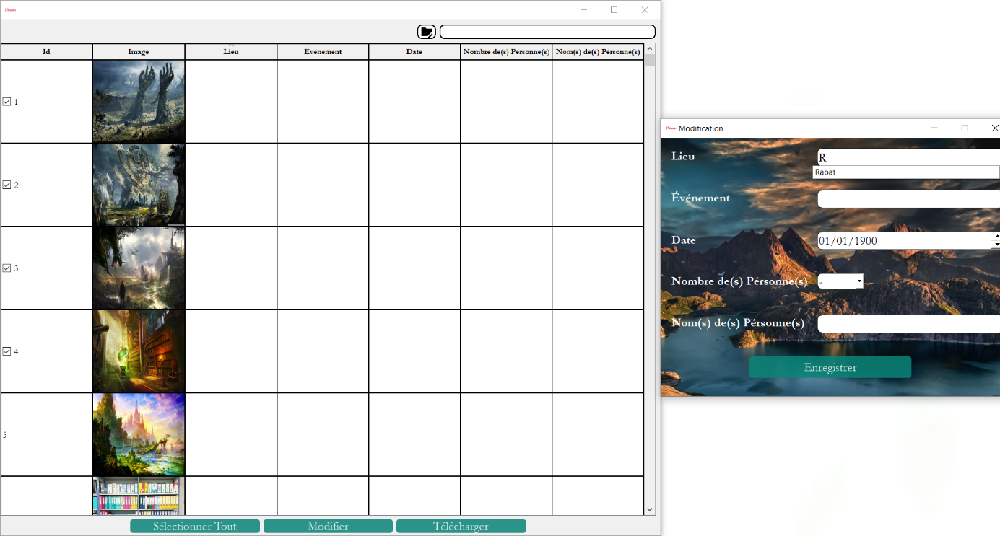 Id Image Lieu Événement Date Nombre de(s) Pérsonne(s) Nom(s) de(s) Pérsonne(s)
1
2
3
4
5
Sélectionner Tout Modifier Télécharger
Modification
Lieu R
Rabat
Événement
Date 01/01/1900
Nombre de(s) Pérsonne(s) -
Nom(s) de(s) Pérsonne(s)
Enregistrer